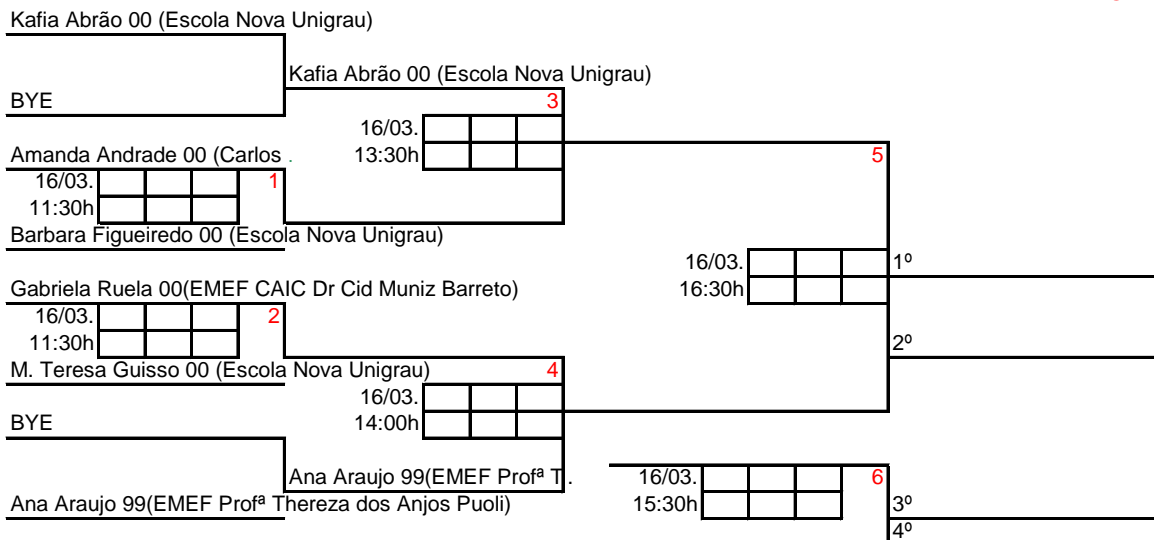 Kafia Abrão 00 (Escola Nova Unigrau)
Kafia Abrão 00 (Escola Nova Unigrau)
BYE
3
16/03.
13:30h
Amanda Andrade 00 (Carlos .
5
16/03.
1
11:30h
Barbara Figueiredo 00 (Escola Nova Unigrau)
16/03.
1º
16:30h
Gabriela Ruela 00(EMEF CAIC Dr Cid Muniz Barreto)
16/03.
2
11:30h
2º
M. Teresa Guisso 00 (Escola Nova Unigrau)
4
16/03.
14:00h
BYE
Ana Araujo 99(EMEF Profª T.
16/03.
6
15:30h
Ana Araujo 99(EMEF Profª Thereza dos Anjos Puoli)
3º
4º